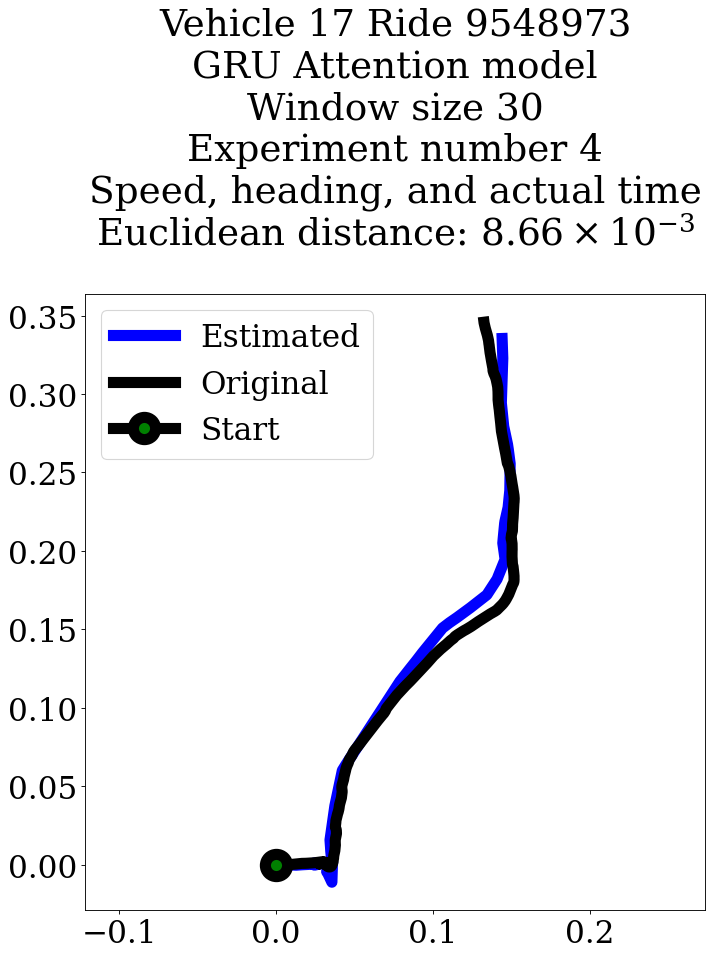 Vehicle 17 Ride 9548973
GRU Attention model
Window size 30
Experiment number 4
Speed, heading, and actual time
Euclidean distance: 8.66 × 10⁻³
Estimated
Original
Start
0.35
0.30
0.25
0.20
0.15
0.10
0.05
0.00
−0.1 0.0 0.1 0.2